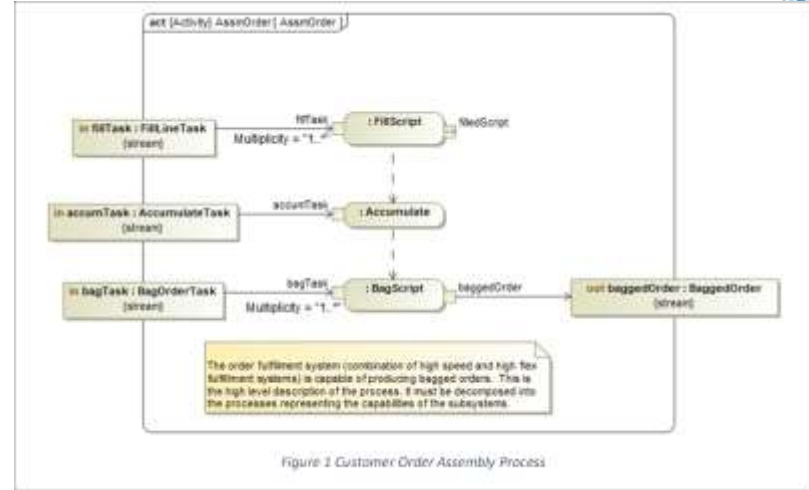 act [Activity] AssmOrder [ AssmOrder ]
in fillTask : FillLineTask
{stream}
fillTask
Multiplicity = "1..*"
: FillScript
filledScript
in accumTask : AccumulateTask
{stream}
accumTask
: Accumulate
in bagTask : BagOrderTask
{stream}
bagTask
Multiplicity = "1..*"
: BagScript
baggedOrder
out baggedOrder : BaggedOrder
{stream}
The order fulfillment system (combination of high speed and high flex
fulfillment systems) is capable of producing bagged orders. This is
the high level description of the process. It must be decomposed into
the processes representing the capabilities of the subsystems.
Figure 1 Customer Order Assembly Process